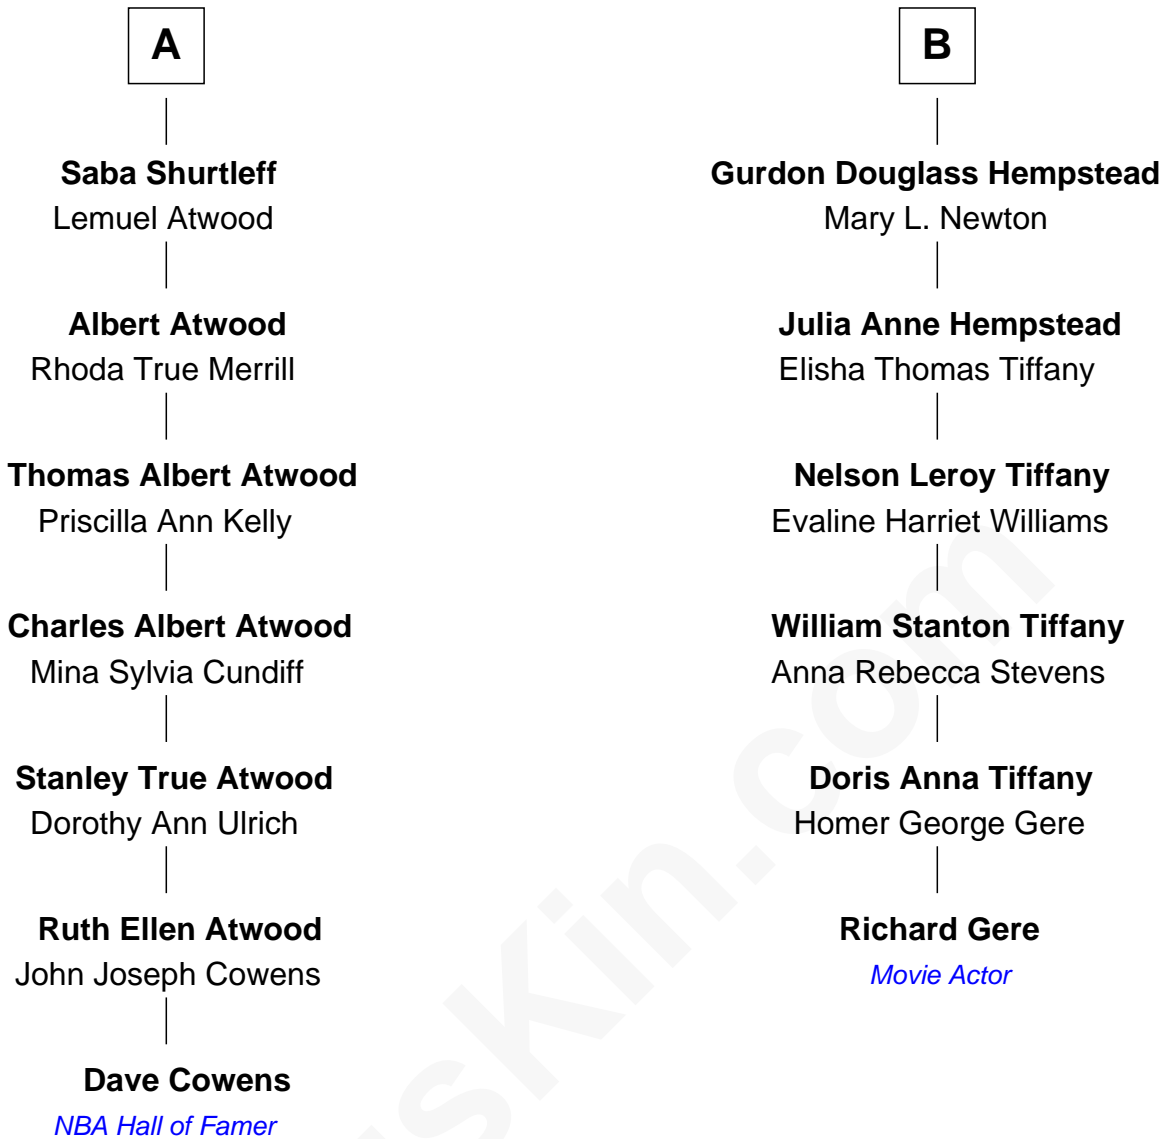 A
Saba Shurtleff
Lemuel Atwood
Albert Atwood
Rhoda True Merrill
Thomas Albert Atwood
Priscilla Ann Kelly
Charles Albert Atwood
Mina Sylvia Cundiff
Stanley True Atwood
Dorothy Ann Ulrich
Ruth Ellen Atwood
John Joseph Cowens
Dave Cowens
NBA Hall of Famer
B
Gurdon Douglass Hempstead
Mary L. Newton
Julia Anne Hempstead
Elisha Thomas Tiffany
Nelson Leroy Tiffany
Evaline Harriet Williams
William Stanton Tiffany
Anna Rebecca Stevens
Doris Anna Tiffany
Homer George Gere
Richard Gere
Movie Actor
sKin.com